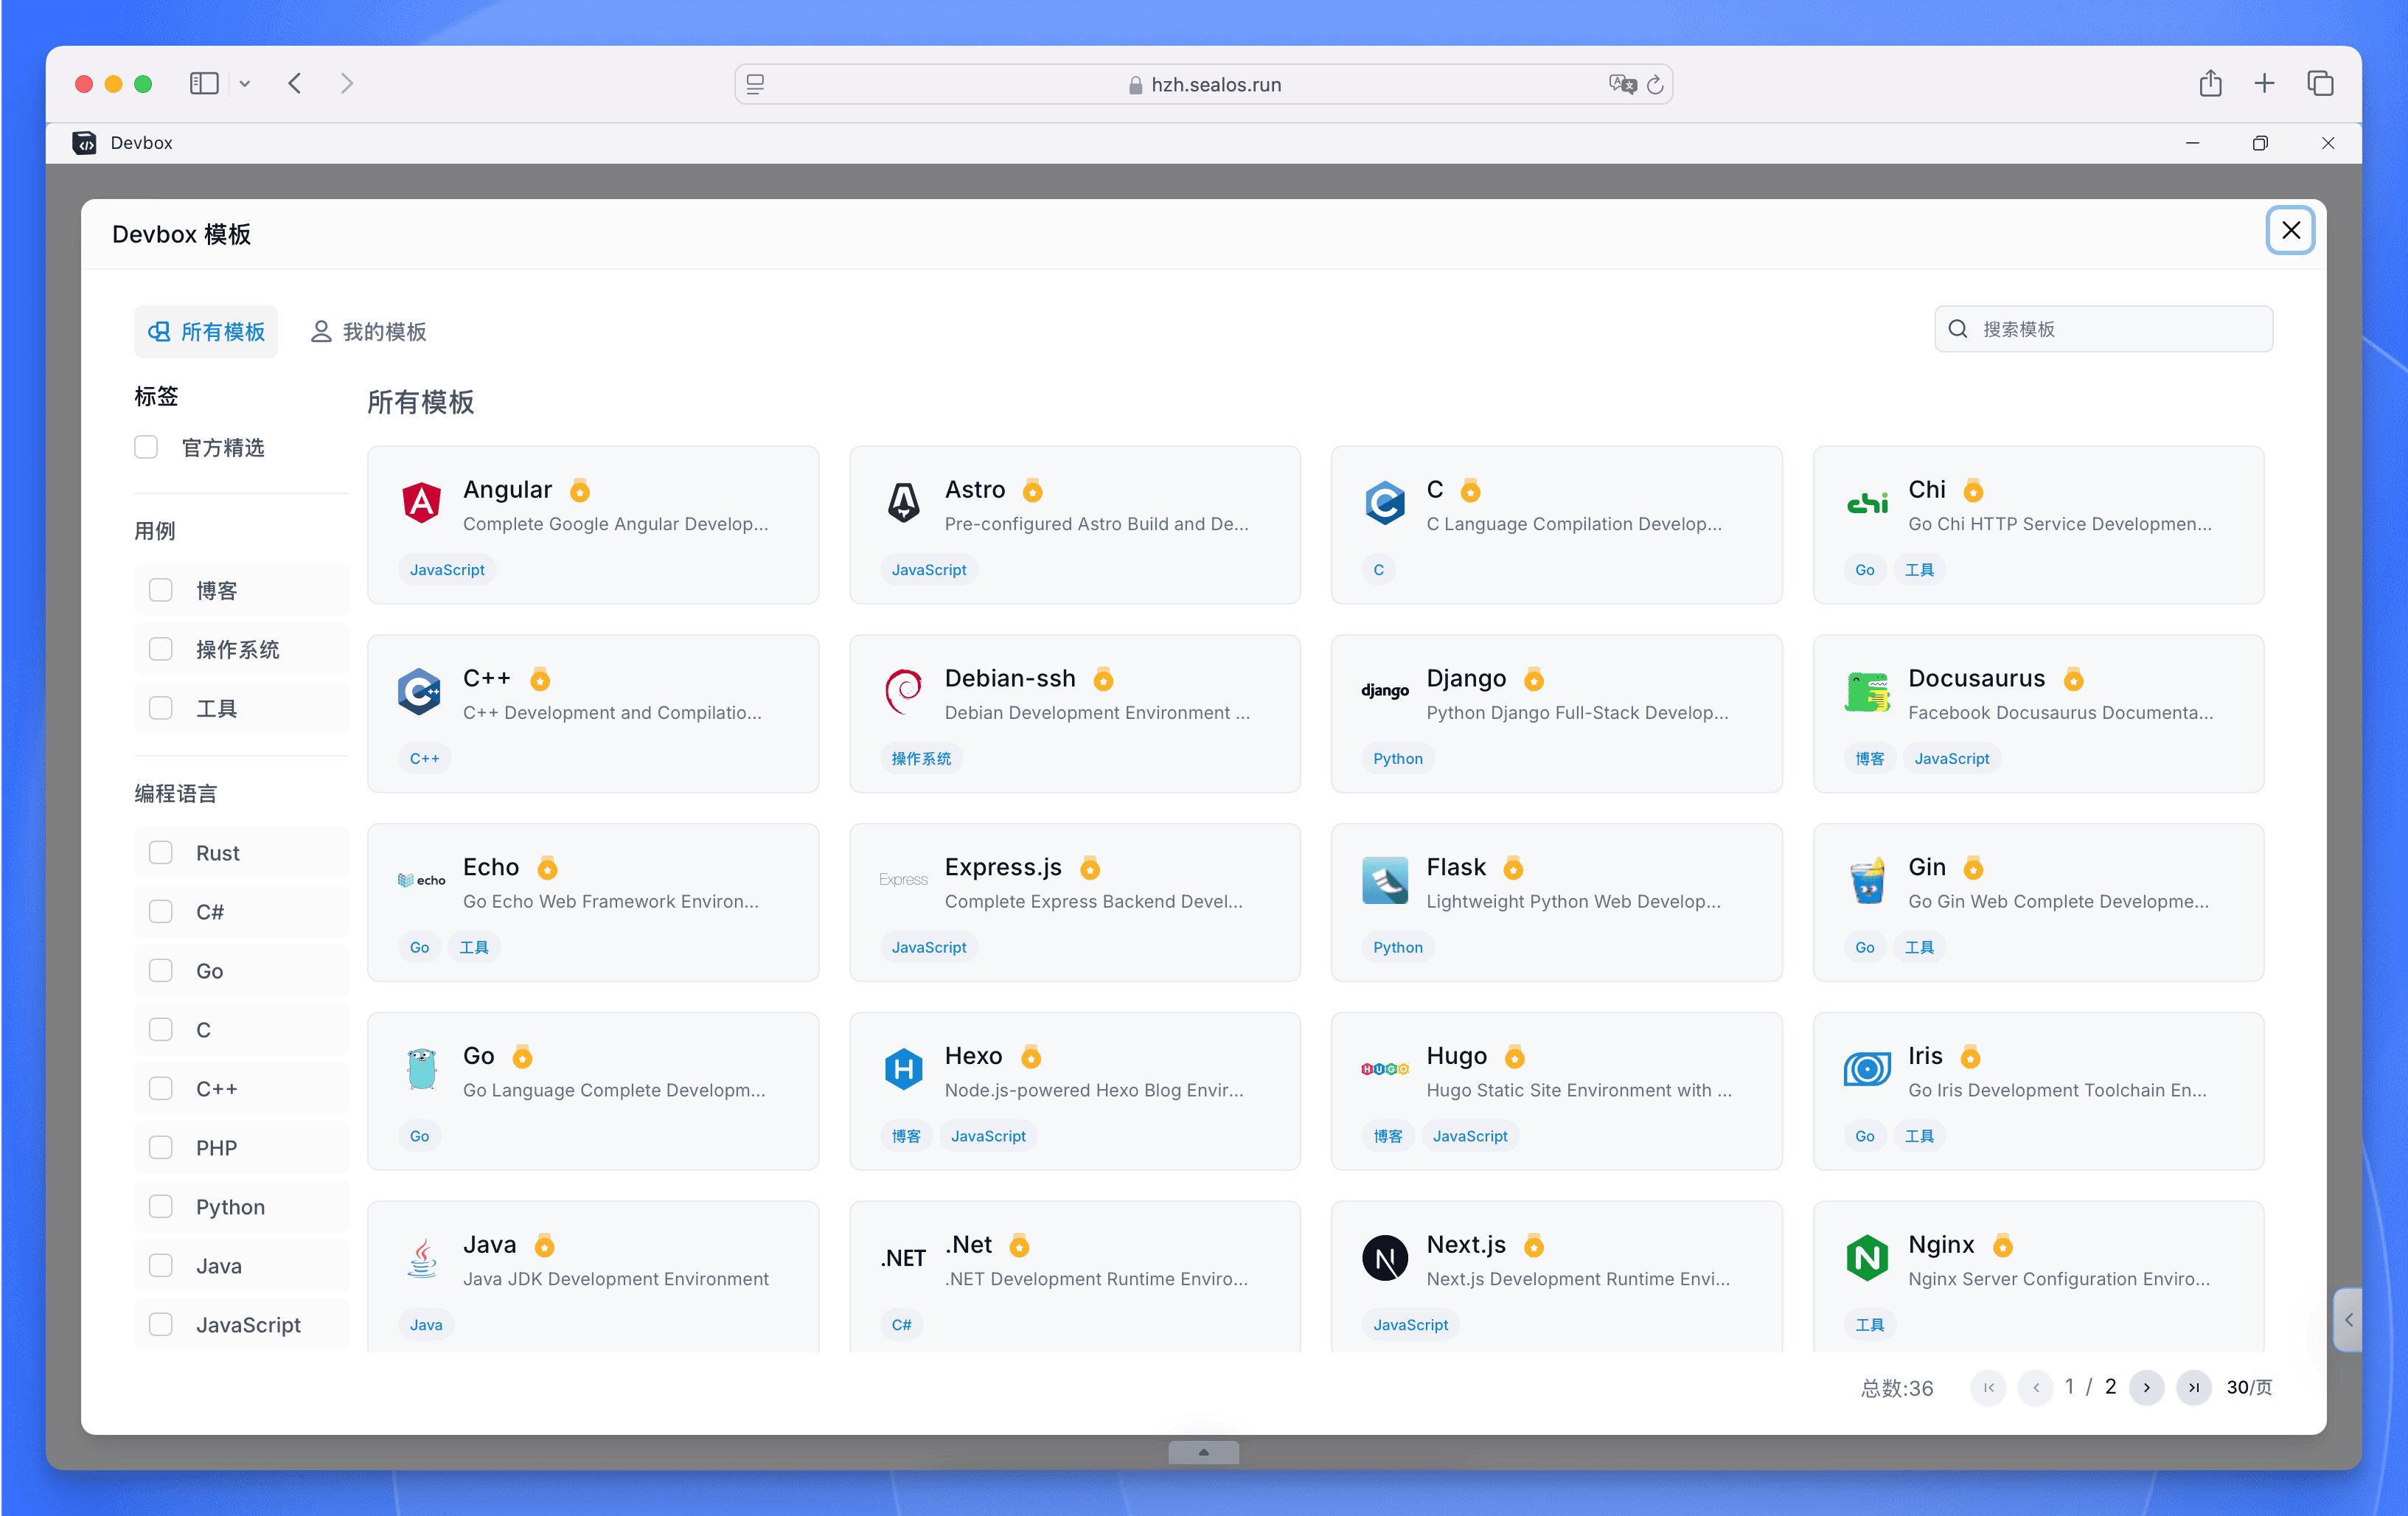 hzh.sealos.run
Devbox
Devbox 模板
所有模板
我的模板
搜索模板
标签
官方精选
用例
博客
操作系统
工具
编程语言
Rust
C#
Go
C
C++
PHP
Python
Java
JavaScript
所有模板
Angular
Complete Google Angular Develop...
JavaScript
Astro
Pre-configured Astro Build and De...
JavaScript
C
C Language Compilation Develop...
C
chi
Chi
Go Chi HTTP Service Developmen...
Go 工具
C++
C++ Development and Compilatio...
C++
Debian-ssh
Debian Development Environment ...
操作系统
django
Django
Python Django Full-Stack Develop...
Python
Docusaurus
Facebook Docusaurus Documenta...
博客 JavaScript
echo
Echo
Go Echo Web Framework Environ...
Go 工具
Express
Express.js
Complete Express Backend Devel...
JavaScript
Flask
Lightweight Python Web Develop...
Python
Gin
Go Gin Web Complete Developme...
Go 工具
Go
Go Language Complete Developm...
Go
Hexo
Node.js-powered Hexo Blog Envir...
博客 JavaScript
HUGO
Hugo
Hugo Static Site Environment with ...
博客 JavaScript
Iris
Go Iris Development Toolchain En...
Go 工具
Java
Java JDK Development Environment
Java
.NET
.Net
.NET Development Runtime Enviro...
C#
Next.js
Next.js Development Runtime Envi...
JavaScript
Nginx
Nginx Server Configuration Enviro...
工具
总数:36
1 / 2
30/页